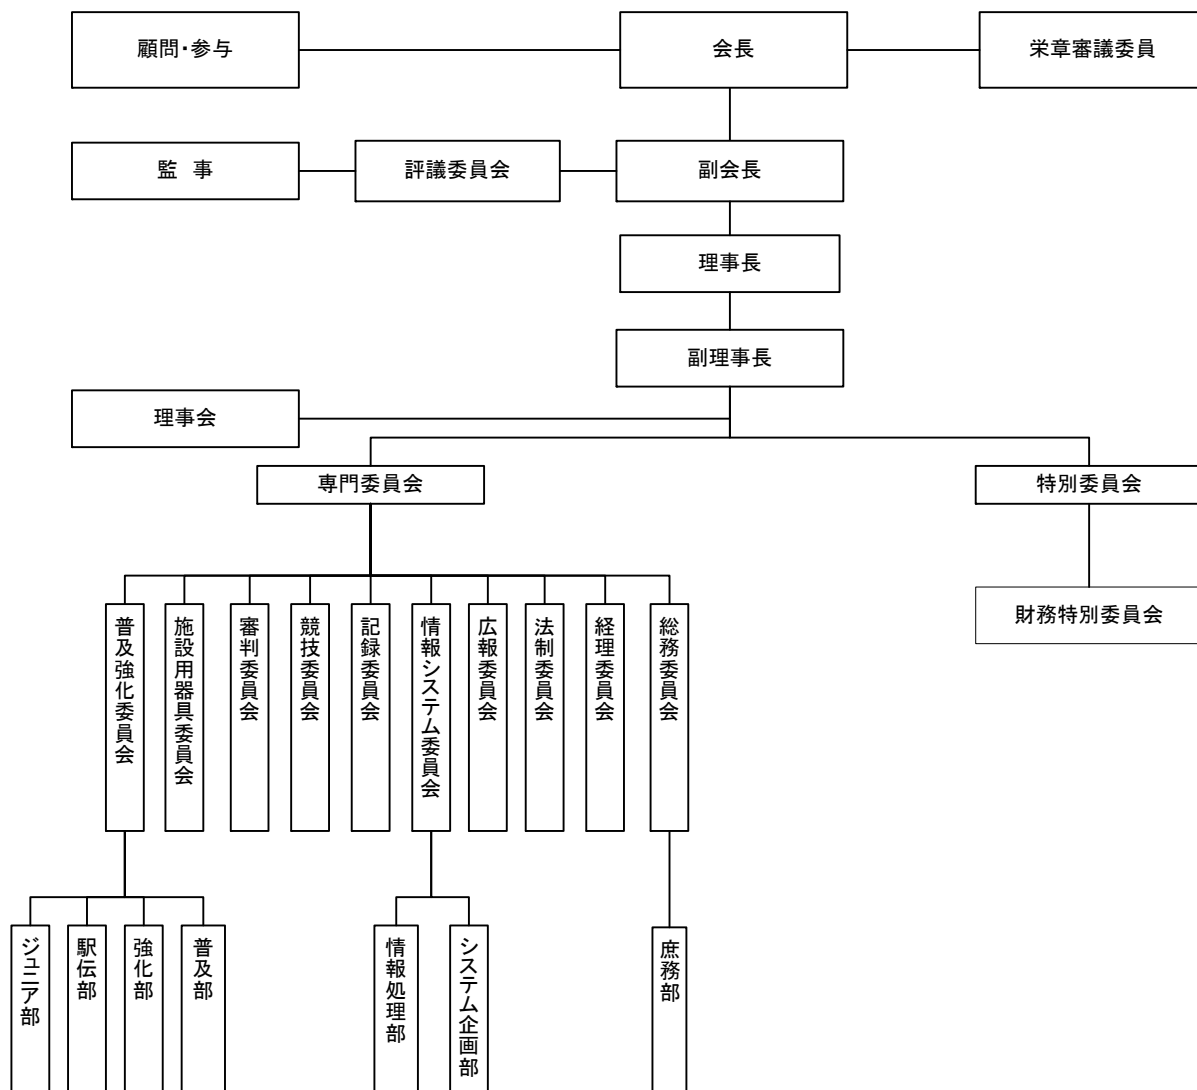 顧問・参与
会長
栄章審議委員
監　事
評議委員会
副会長
理事長
副理事長
理事会
専門委員会
特別委員会
財務特別委員会
普及強化委員会
施設用器具委員会
審判委員会
競技委員会
記録委員会
情報システム委員会
広報委員会
法制委員会
経理委員会
総務委員会
ジュニア部
駅伝部
強化部
普及部
情報処理部
システム企画部
庶務部